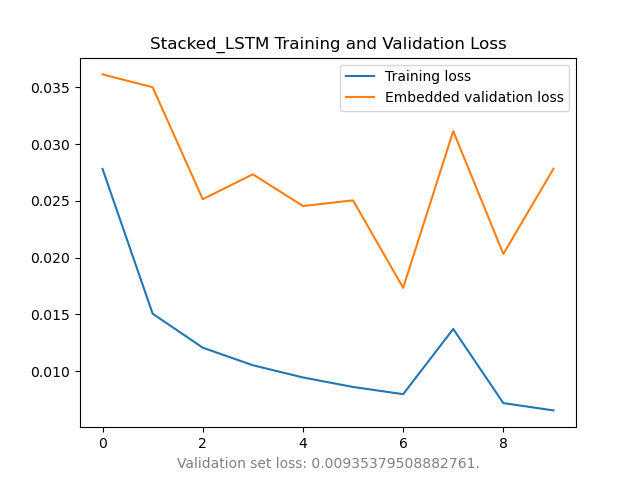 Stacked_LSTM Training and Validation Loss
Training loss
Embedded validation loss
0.035
0.030
0.025
0.020
0.015
0.010
0 2 4 6 8
Validation set loss: 0.00935379508882761.